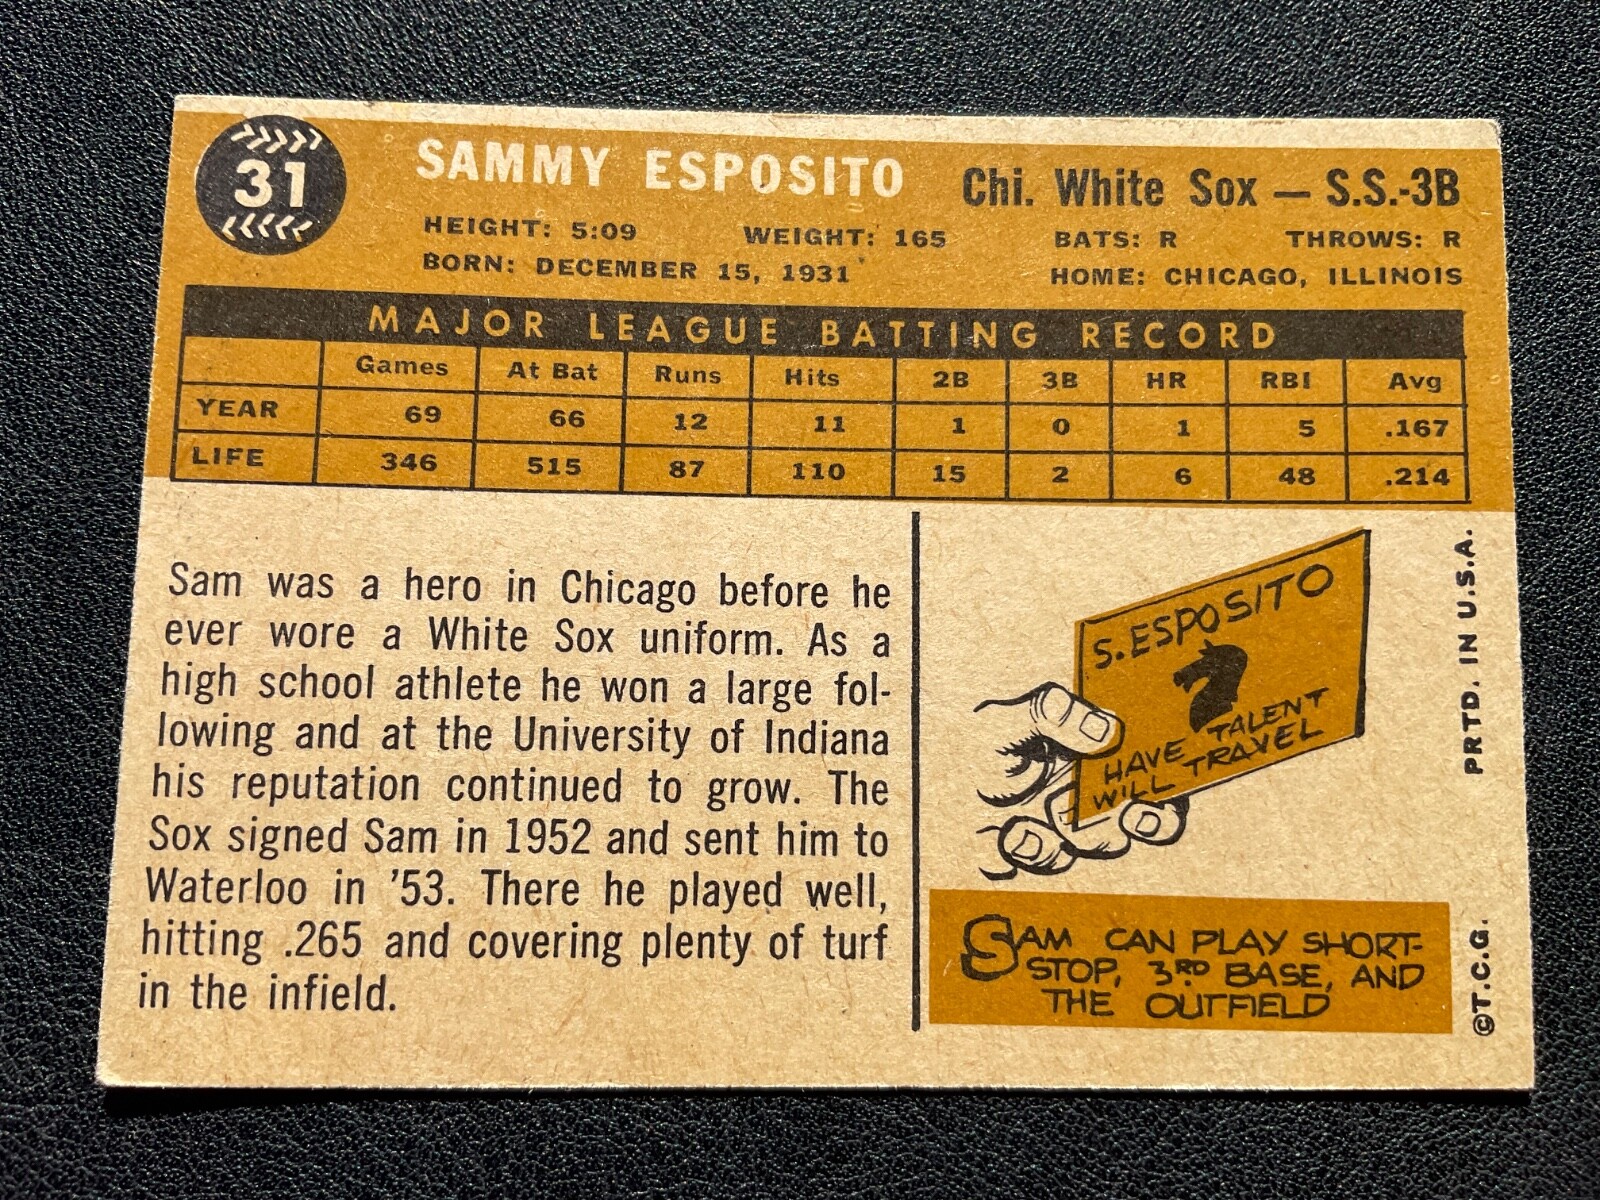 31
SAMMY ESPOSITO
Chi. White Sox — S.S.-3B
HEIGHT: 5:09 WEIGHT: 165 BATS: R THROWS: R
BORN: DECEMBER 15, 1931 HOME: CHICAGO, ILLINOIS
MAJOR LEAGUE BATTING RECORD
Games At Bat Runs Hits 2B 3B HR RBI Avg
YEAR 69 66 12 11 1 0 1 5 .167
LIFE 346 515 87 110 15 2 6 48 .214
Sam was a hero in Chicago before he
ever wore a White Sox uniform. As a
high school athlete he won a large fol-
lowing and at the University of Indiana
his reputation continued to grow. The
Sox signed Sam in 1952 and sent him to
Waterloo in '53. There he played well,
hitting .265 and covering plenty of turf
in the infield.
S. ESPOSITO
HAVE TALENT
WILL TRAVEL
SAM CAN PLAY SHORT-
STOP, 3RD BASE, AND
THE OUTFIELD
PRTD. IN U.S.A.
©T.C.G.